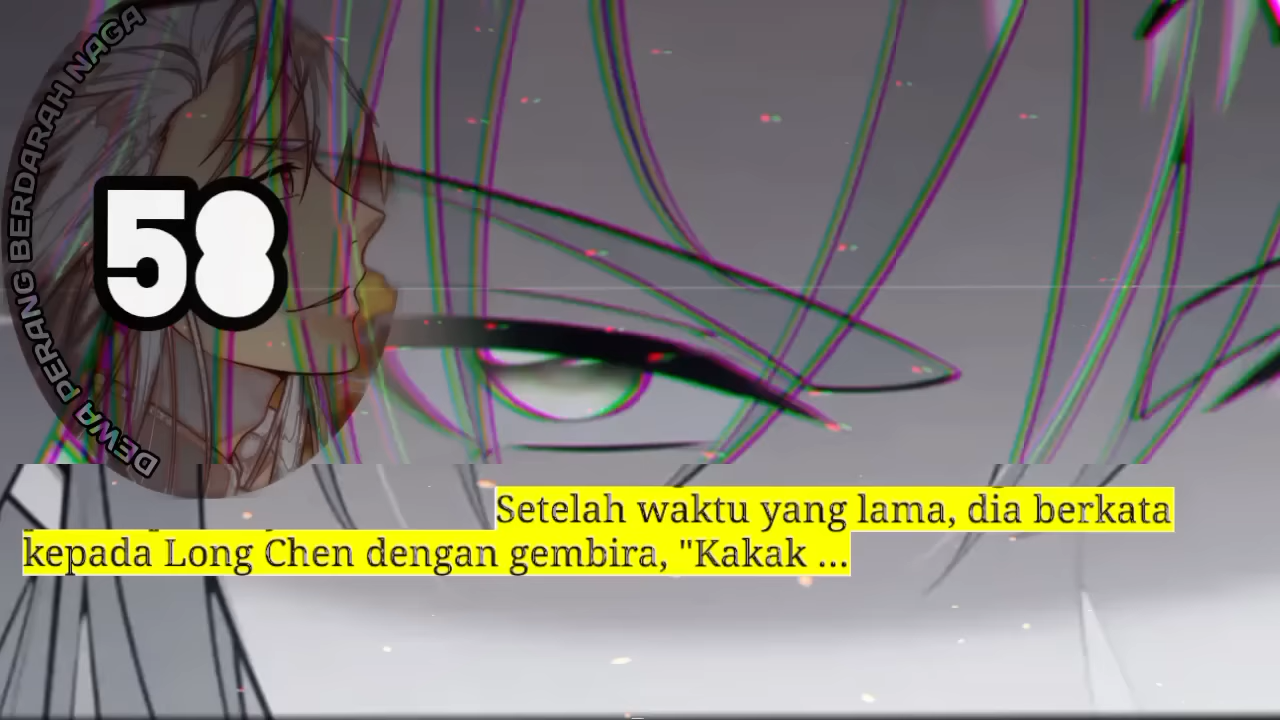 DEWA PERANG BERDARAH NAGA
58
Setelah waktu yang lama, dia berkata
kepada Long Chen dengan gembira, "Kakak ...